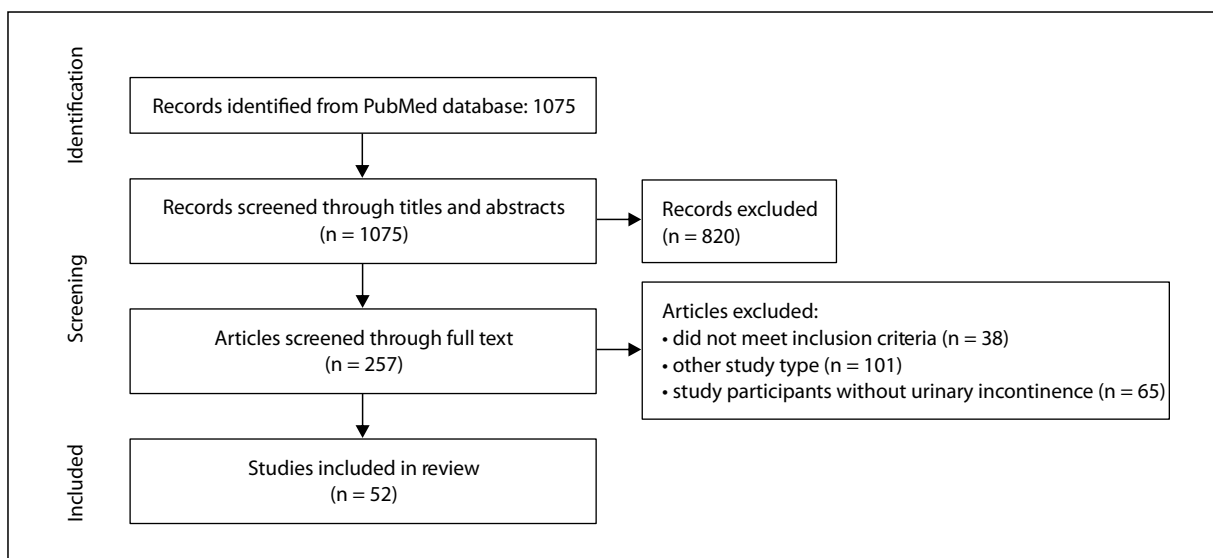 Identification
Records identified from PubMed database: 1075
Screening
Records screened through titles and abstracts
(n = 1075)
Records excluded
(n = 820)
Articles screened through full text
(n = 257)
Articles excluded:
• did not meet inclusion criteria (n = 38)
• other study type (n = 101)
• study participants without urinary incontinence (n = 65)
Included
Studies included in review
(n = 52)